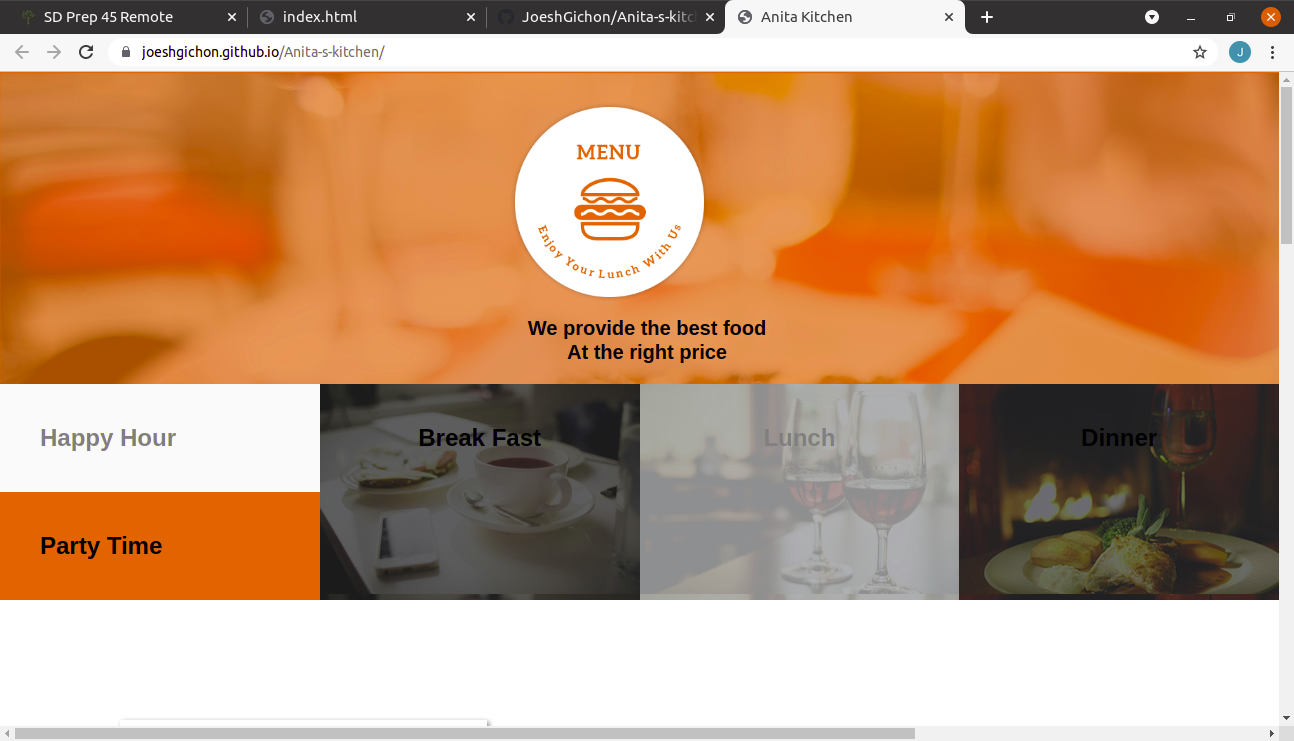 SD Prep 45 Remote
index.html
JoeshGichon/Anita-s-kitc
Anita Kitchen
joeshgichon.github.io/Anita-s-kitchen/
J
MENU
Enjoy Your Lunch With Us
We provide the best food
At the right price
Happy Hour
Break Fast
Lunch
Dinner
Party Time